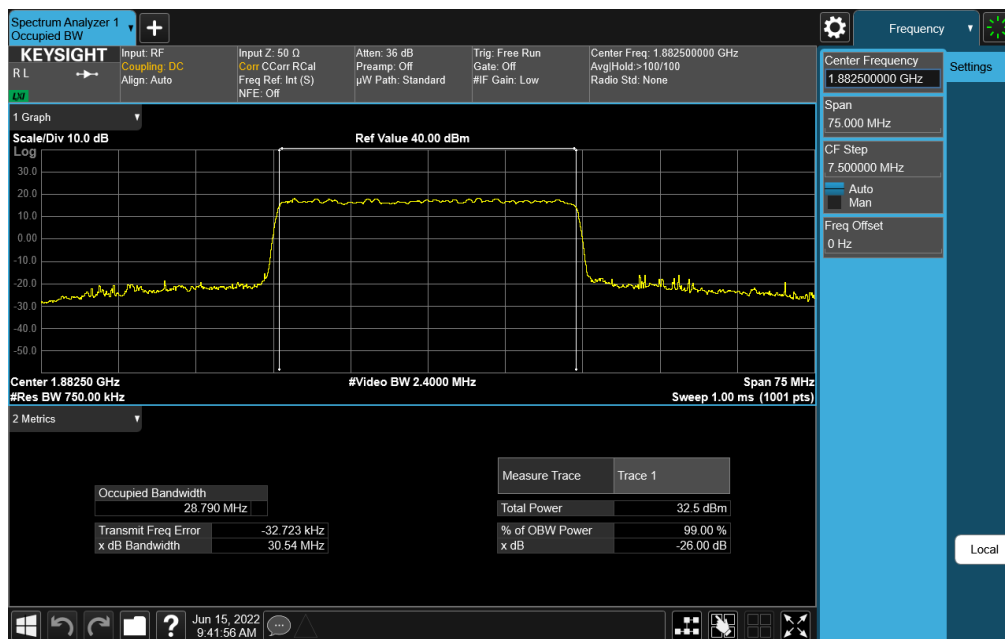 Spectrum Analyzer 1
Occupied BW
Frequency
KEYSIGHT
R L
LXI
Input: RF
Coupling: DC
Align: Auto
Input Z: 50 Ω
Corr CCorr RCal
Freq Ref: Int (S)
NFE: Off
Atten: 36 dB
Preamp: Off
µW Path: Standard
Trig: Free Run
Gate: Off
#IF Gain: Low
Center Freq: 1.882500000 GHz
Avg|Hold:>100/100
Radio Std: None
Center Frequency
1.882500000 GHz
Settings
Span
75.000 MHz
CF Step
7.500000 MHz
Auto
Man
Freq Offset
0 Hz
Local
1 Graph
Scale/Div 10.0 dB
Ref Value 40.00 dBm
Log
30.0
20.0
10.0
0.00
-10.0
-20.0
-30.0
-40.0
-50.0
Center 1.88250 GHz
#Video BW 2.4000 MHz
Span 75 MHz
#Res BW 750.00 kHz
Sweep 1.00 ms (1001 pts)
2 Metrics
Occupied Bandwidth
28.790 MHz
Transmit Freq Error -32.723 kHz
x dB Bandwidth 30.54 MHz
Measure Trace Trace 1
Total Power 32.5 dBm
% of OBW Power 99.00 %
x dB -26.00 dB
?
Jun 15, 2022
9:41:56 AM